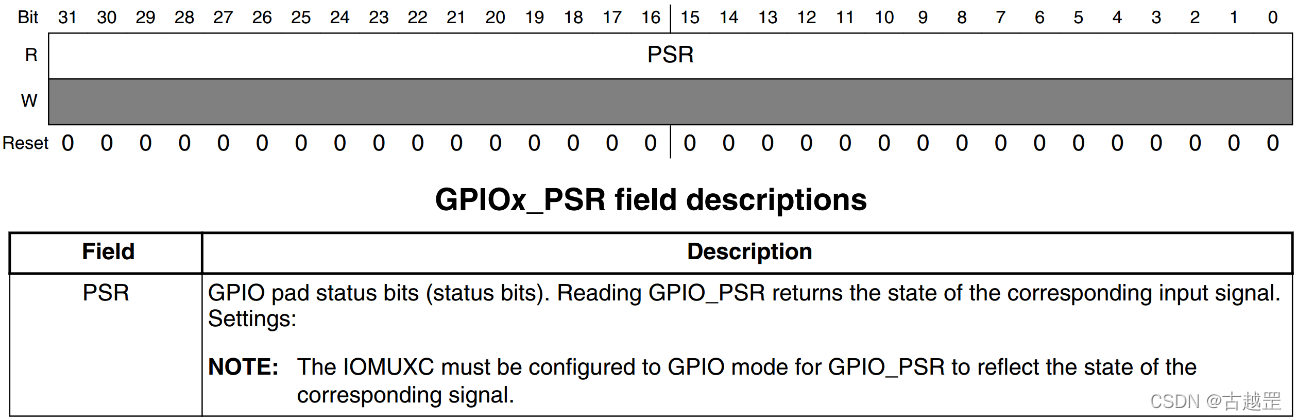 Bit 31 30 29 28 27 26 25 24 23 22 21 20 19 18 17 16 15 14 13 12 11 10 9 8 7 6 5 4 3 2 1 0
R PSR
W
Reset 0 0 0 0 0 0 0 0 0 0 0 0 0 0 0 0 0 0 0 0 0 0 0 0 0 0 0 0 0 0 0 0
GPIOx_PSR field descriptions
Field Description
PSR GPIO pad status bits (status bits). Reading GPIO_PSR returns the state of the corresponding input signal.
Settings:
NOTE: The IOMUXC must be configured to GPIO mode for GPIO_PSR to reflect the state of the
corresponding signal.
CSDN @古越罡